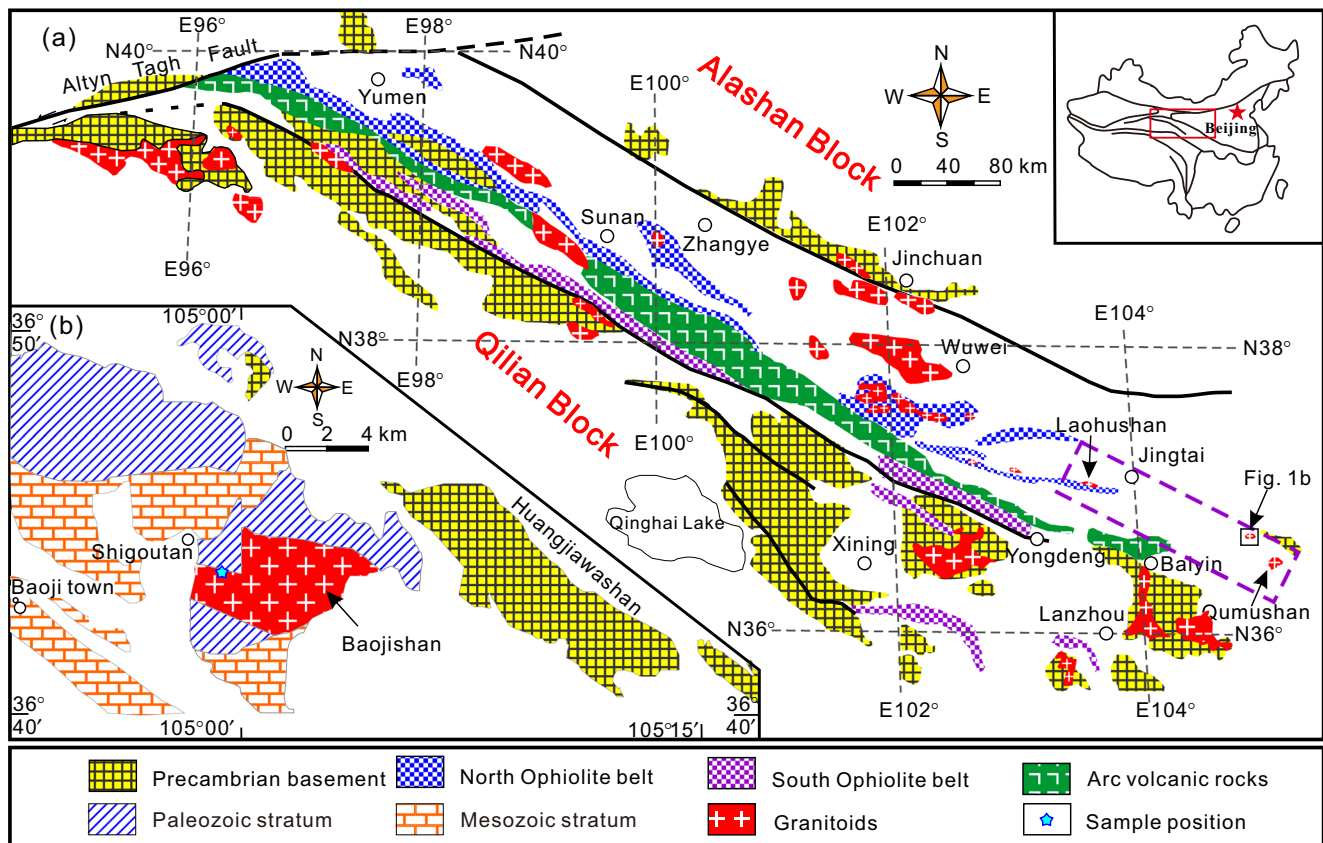 (a)
E96°
E98°
N40°
N40°
Altyn Tagh Fault
Yumen
E100°
Alashan Block
N
W
E
S
0 40 80 km
Beijing
Sunan
Zhangye
E102°
Jinchuan
E96°
E104°
N38°
N38°
Wuwei
E98°
Qilian Block
E100°
Laohushan
Jingtai
Fig. 1b
Qinghai Lake
Xining
Yongdeng
Baiyin
Lanzhou
Qumushan
N36°
N36°
E102°
E104°
(b)
36°
50′
105°00′
N
W
E
S
0 2 4 km
Huangjiawashan
Shigoutan
Baoji town
Baojishan
36°
40′
105°00′
105°15′
36°
40′
Precambrian basement
North Ophiolite belt
South Ophiolite belt
Arc volcanic rocks
Paleozoic stratum
Mesozoic stratum
Granitoids
Sample position